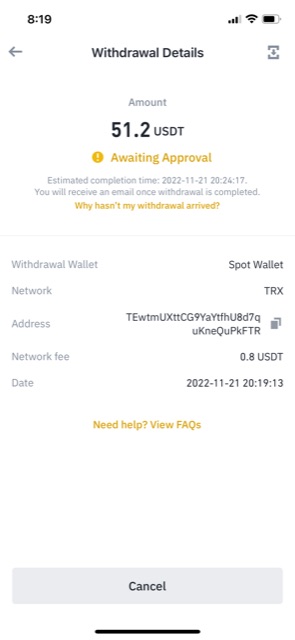 8:19
Withdrawal Details
Amount
51.2 USDT
Awaiting Approval
Estimated completion time: 2022-11-21 20:24:17.
You will receive an email once withdrawal is completed.
Why hasn't my withdrawal arrived?
Withdrawal Wallet Spot Wallet
Network TRX
Address TEwtmUXttCG9YaYtfhU8d7q
uKneQuPkFTR
Network fee 0.8 USDT
Date 2022-11-21 20:19:13
Need help? View FAQs
Cancel